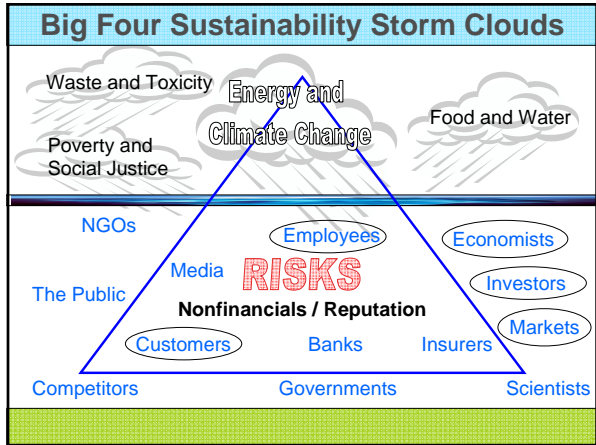 Big Four Sustainability Storm Clouds
Waste and Toxicity
Energy and
Climate Change
Food and Water
Poverty and
Social Justice
NGOs
Employees
Economists
Media
RISKS
Investors
The Public
Nonfinancials / Reputation
Markets
Customers
Banks
Insurers
Competitors
Governments
Scientists